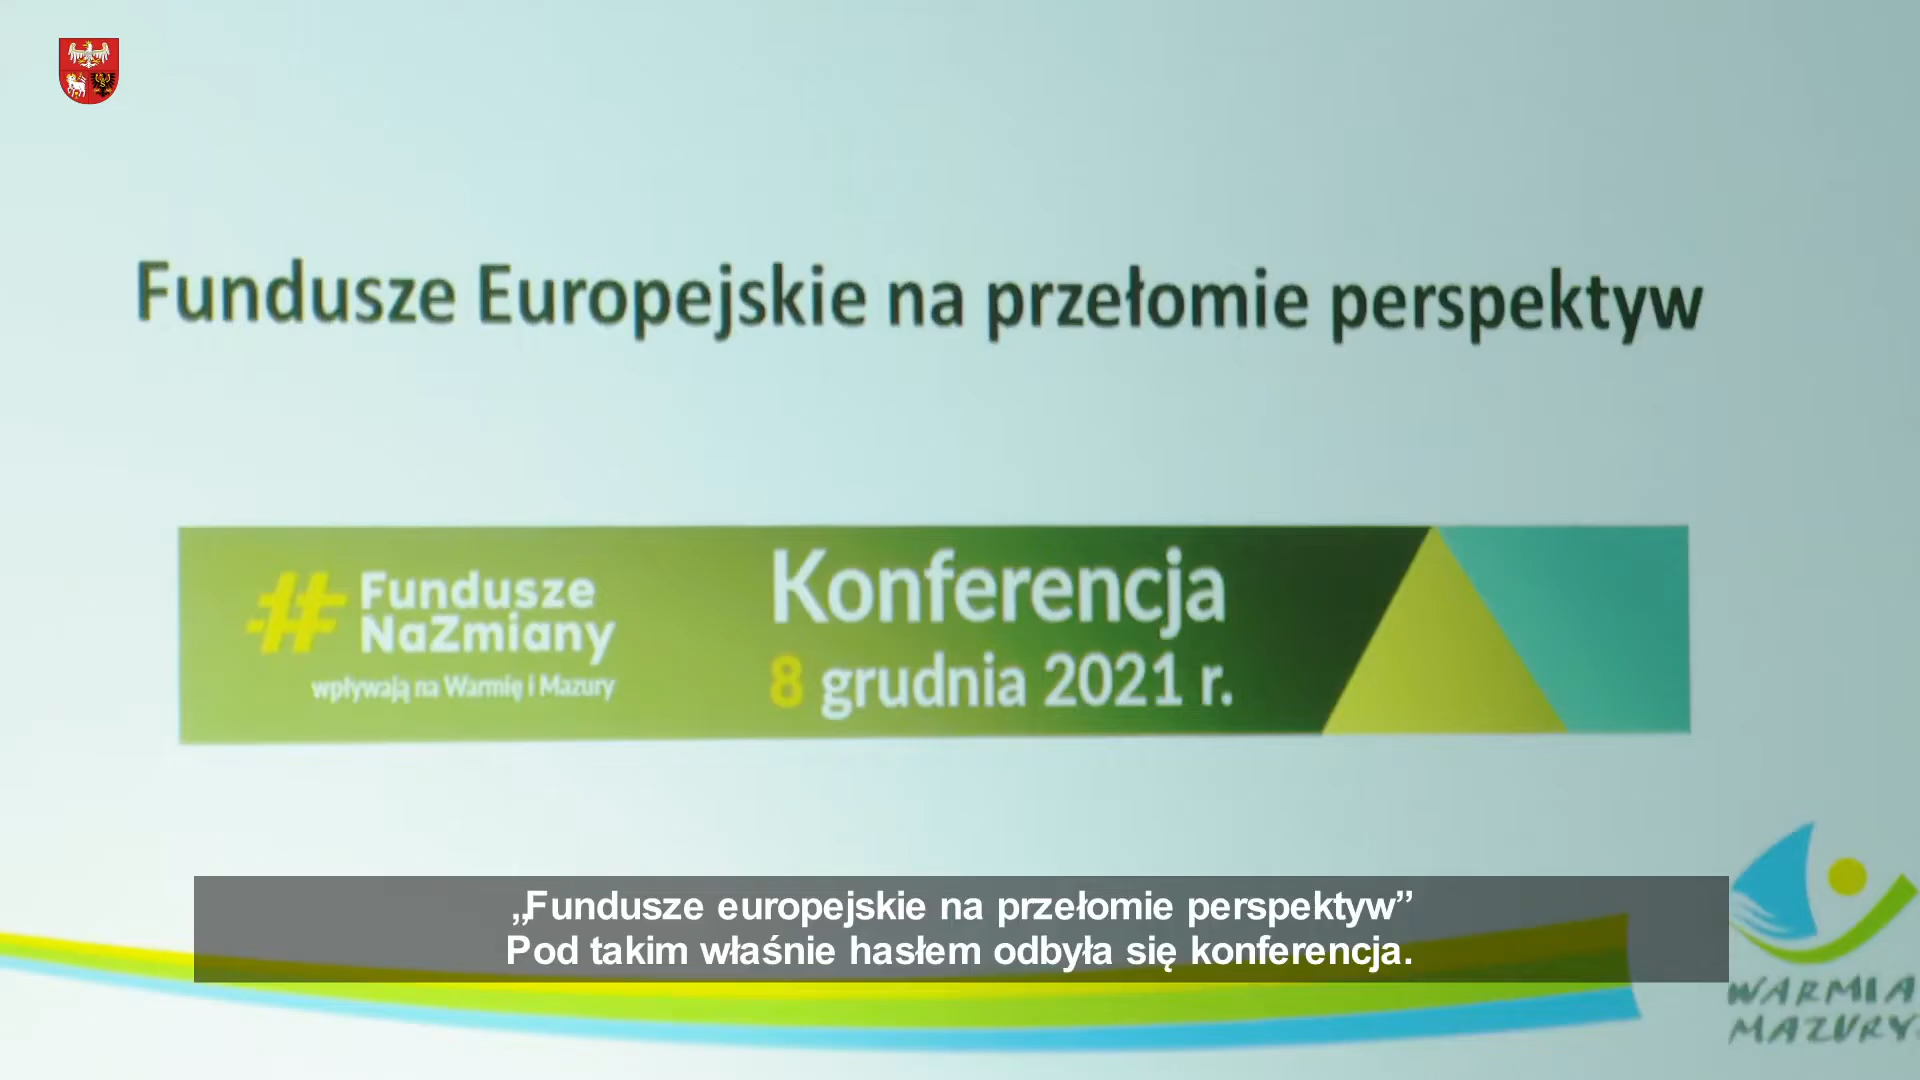 Fundusze Europejskie na przełomie perspektyw
# Fundusze
NaZmiany
wpływają na Warmię i Mazury
Konferencja
8 grudnia 2021 r.
„Fundusze europejskie na przełomie perspektyw”
Pod takim właśnie hasłem odbyła się konferencja.
WARMIA
MAZURY